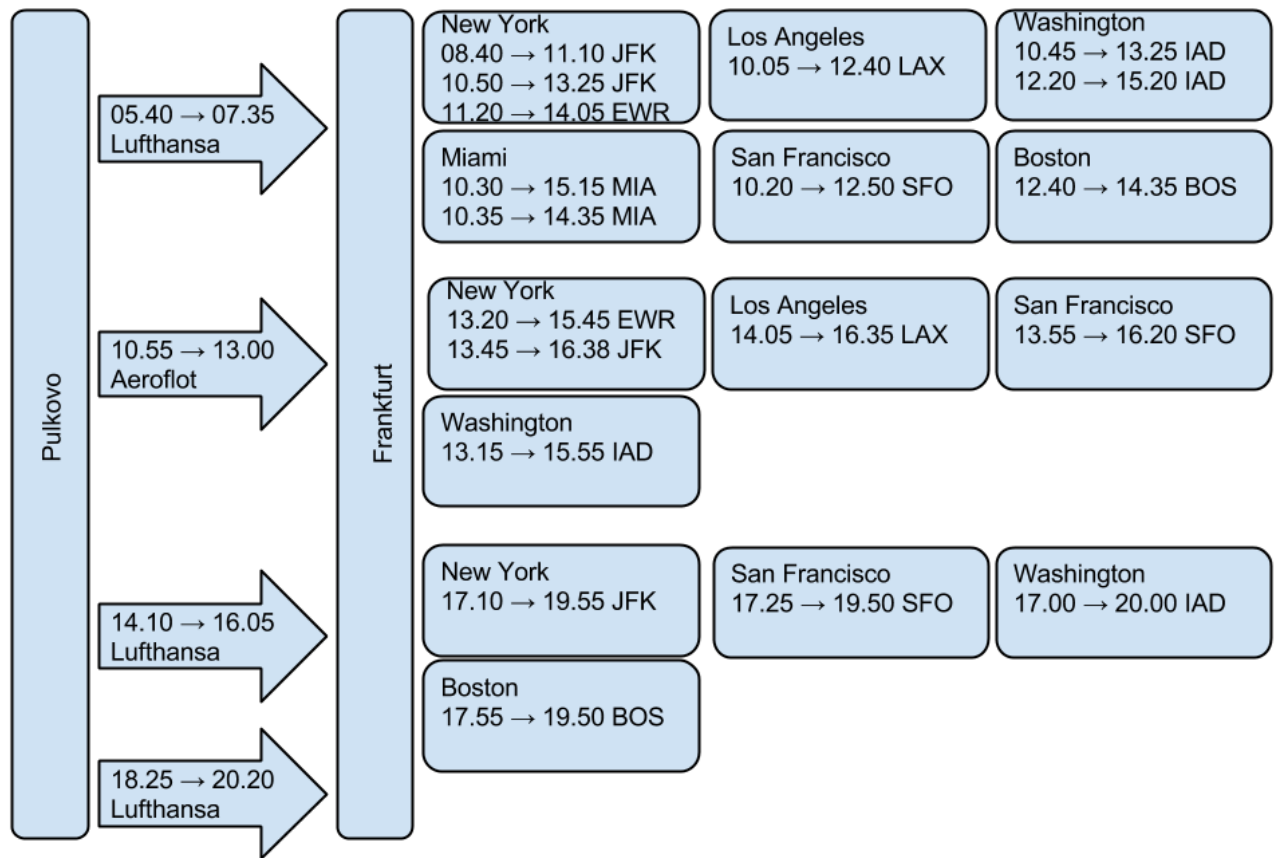 Pulkovo
05.40 → 07.35
Lufthansa
10.55 → 13.00
Aeroflot
14.10 → 16.05
Lufthansa
18.25 → 20.20
Lufthansa
Frankfurt
New York
08.40 → 11.10 JFK
10.50 → 13.25 JFK
11.20 → 14.05 EWR
Los Angeles
10.05 → 12.40 LAX
Washington
10.45 → 13.25 IAD
12.20 → 15.20 IAD
Miami
10.30 → 15.15 MIA
10.35 → 14.35 MIA
San Francisco
10.20 → 12.50 SFO
Boston
12.40 → 14.35 BOS
New York
13.20 → 15.45 EWR
13.45 → 16.38 JFK
Los Angeles
14.05 → 16.35 LAX
San Francisco
13.55 → 16.20 SFO
Washington
13.15 → 15.55 IAD
New York
17.10 → 19.55 JFK
San Francisco
17.25 → 19.50 SFO
Washington
17.00 → 20.00 IAD
Boston
17.55 → 19.50 BOS